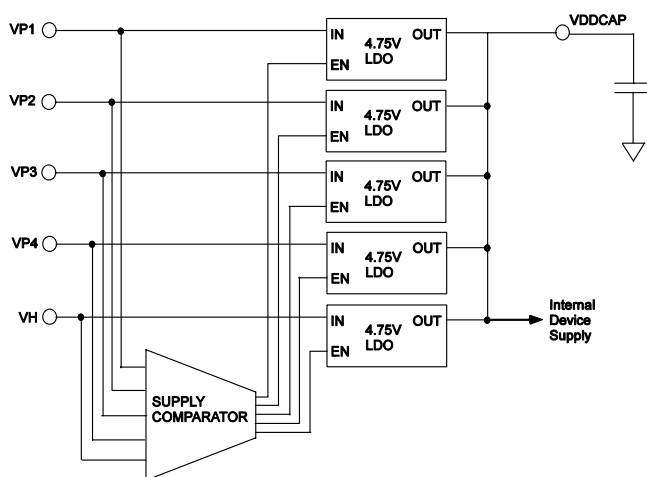 VP1
IN
OUT
4.75V
LDO
EN
VDDCAP
VP2
IN
OUT
4.75V
LDO
EN
VP3
IN
OUT
4.75V
LDO
EN
VP4
IN
OUT
4.75V
LDO
EN
VH
IN
OUT
4.75V
LDO
EN
Internal
Device
Supply
SUPPLY
COMPARATOR